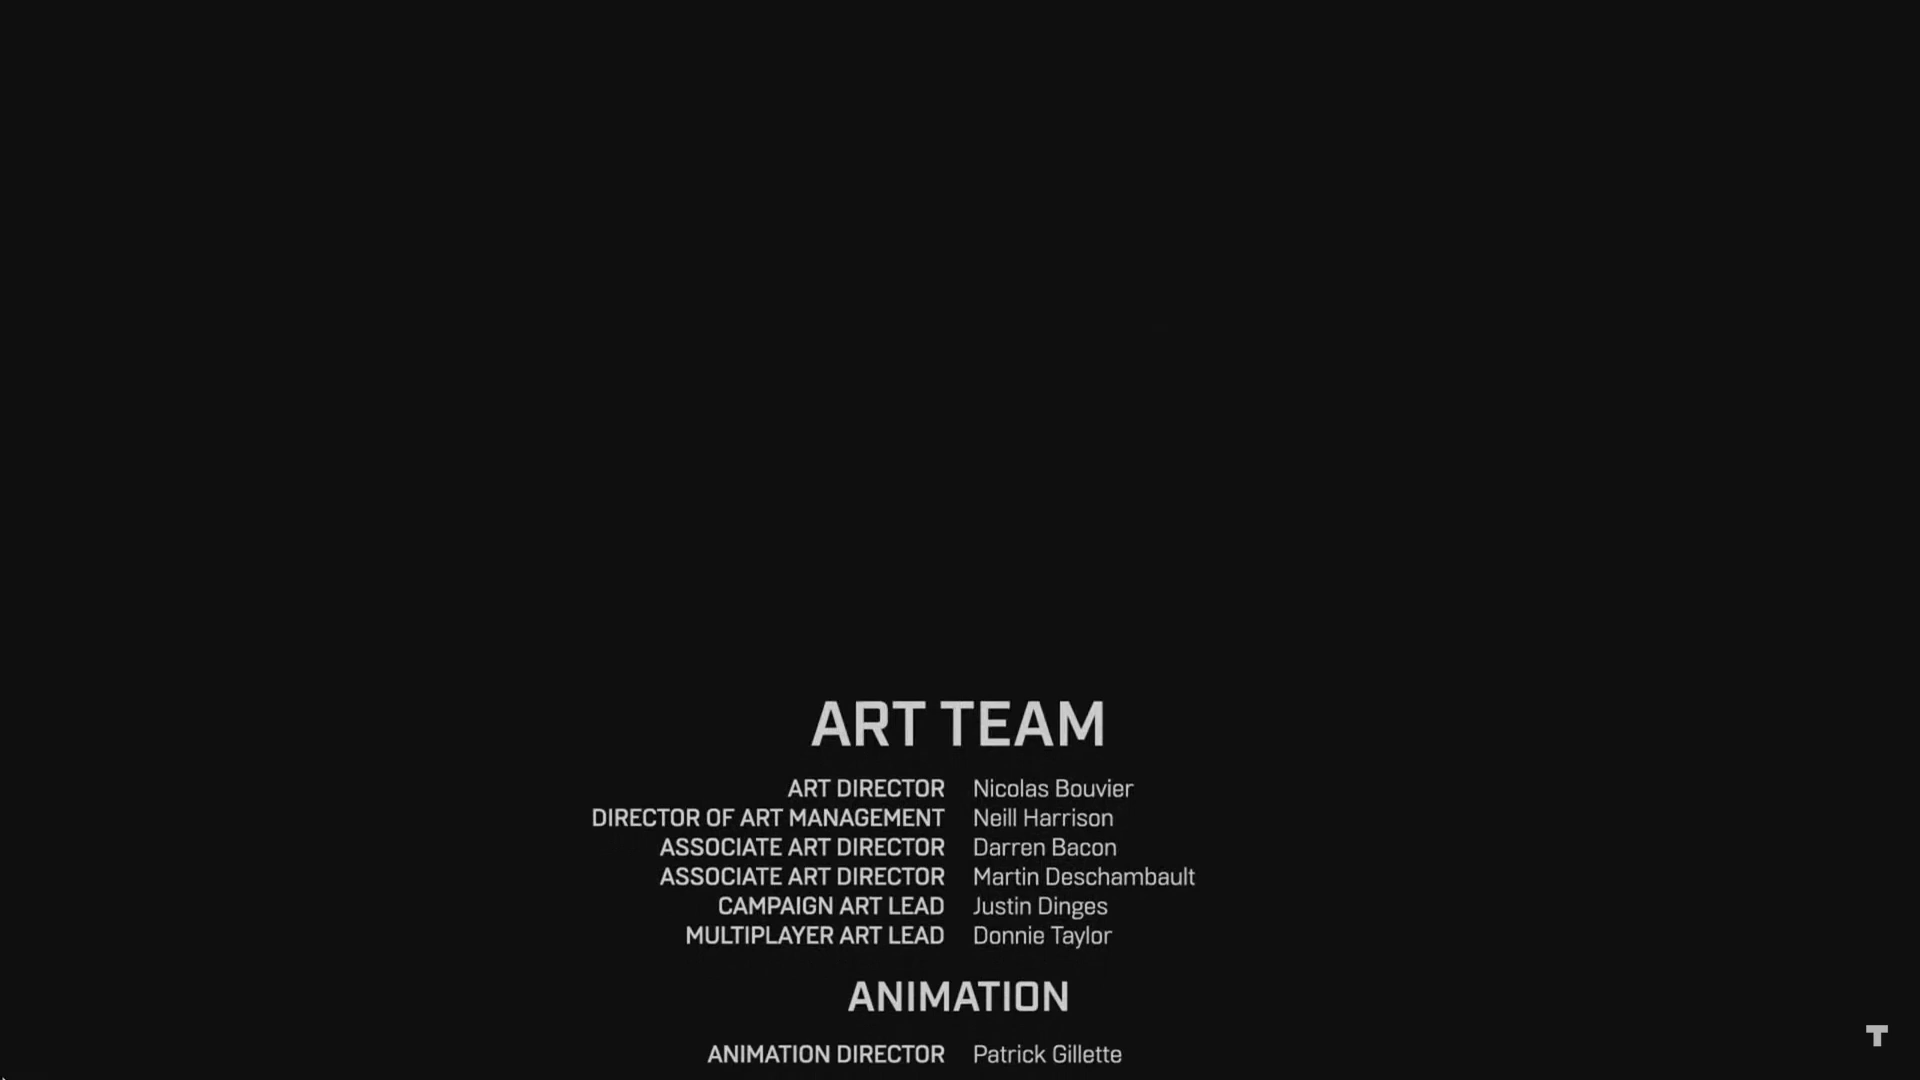 ART TEAM
ART DIRECTOR Nicolas Bouvier
DIRECTOR OF ART MANAGEMENT Neill Harrison
ASSOCIATE ART DIRECTOR Darren Bacon
ASSOCIATE ART DIRECTOR Martin Deschambault
CAMPAIGN ART LEAD Justin Dinges
MULTIPLAYER ART LEAD Donnie Taylor
ANIMATION
T
ANIMATION DIRECTOR Patrick Gillette